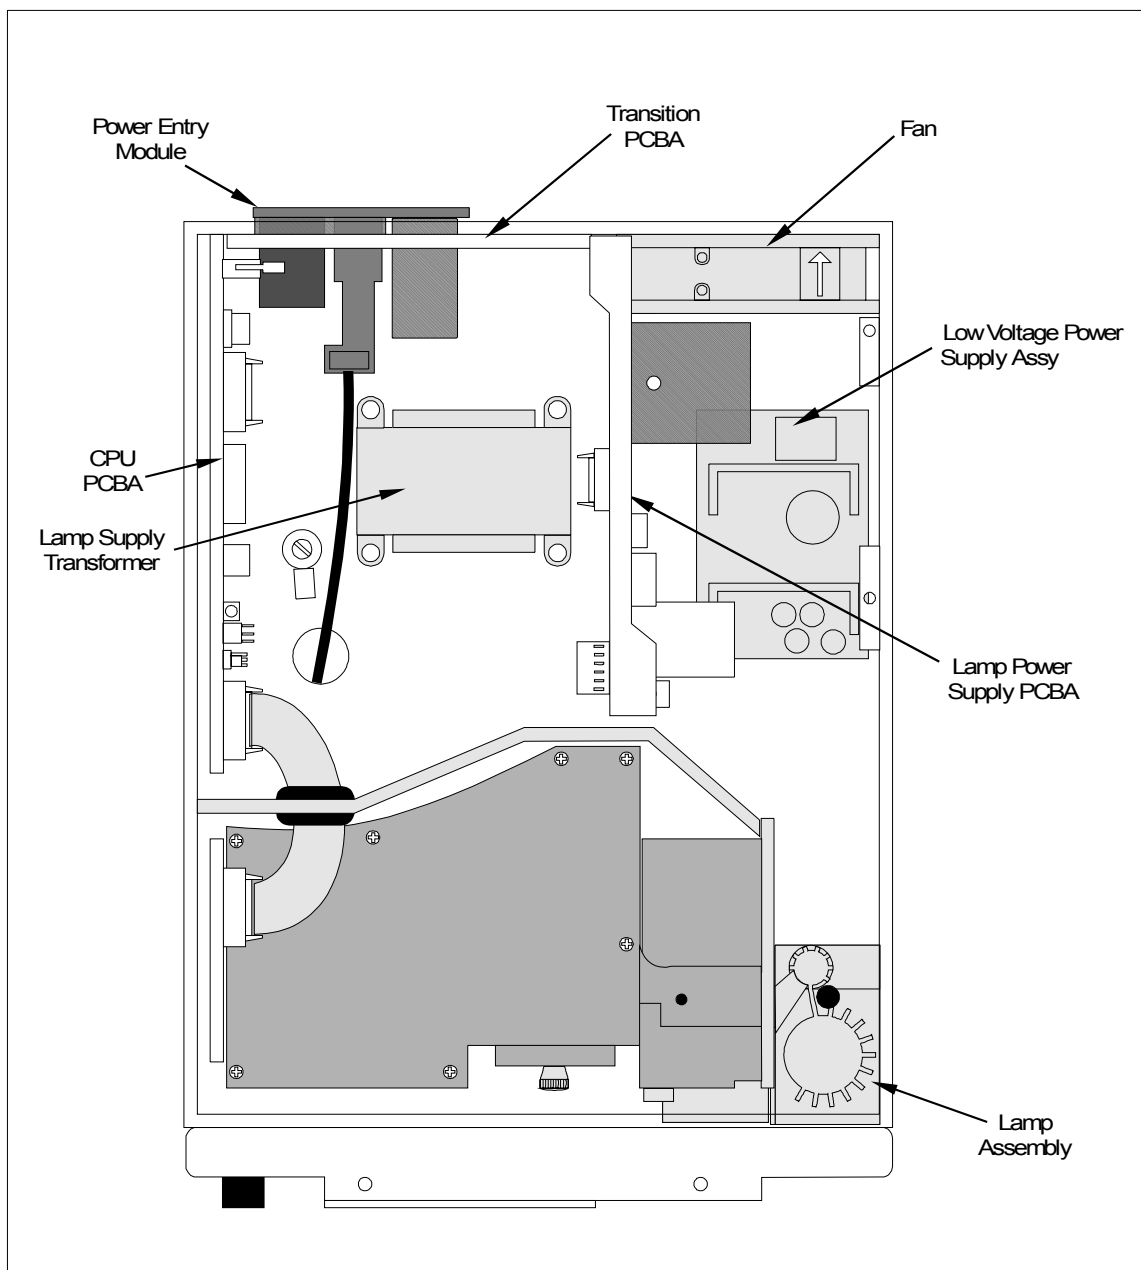 Power Entry
Module
Transition
PCBA
Fan
Low Voltage Power
Supply Assy
CPU
PCBA
Lamp Supply
Transformer
Lamp Power
Supply PCBA
Lamp
Assembly